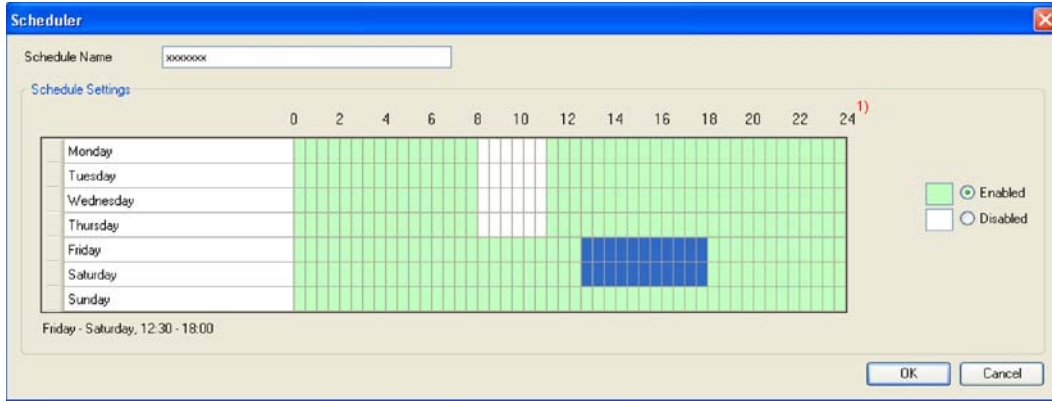 Scheduler
Schedule Name xxxxxxx
Schedule Settings
0 2 4 6 8 10 12 14 16 18 20 22 24 1)
Monday
Tuesday
Wednesday
Thursday
Friday
Saturday
Sunday
Enabled
Disabled
Friday - Saturday, 12:30 - 18:00
OK Cancel